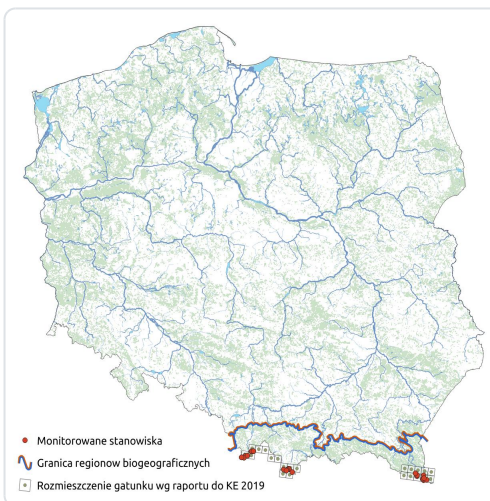 Monitorowane stanowiska
Granica regionow biogeograficznych
Rozmieszczenie gatunku wg raportu do KE 2019